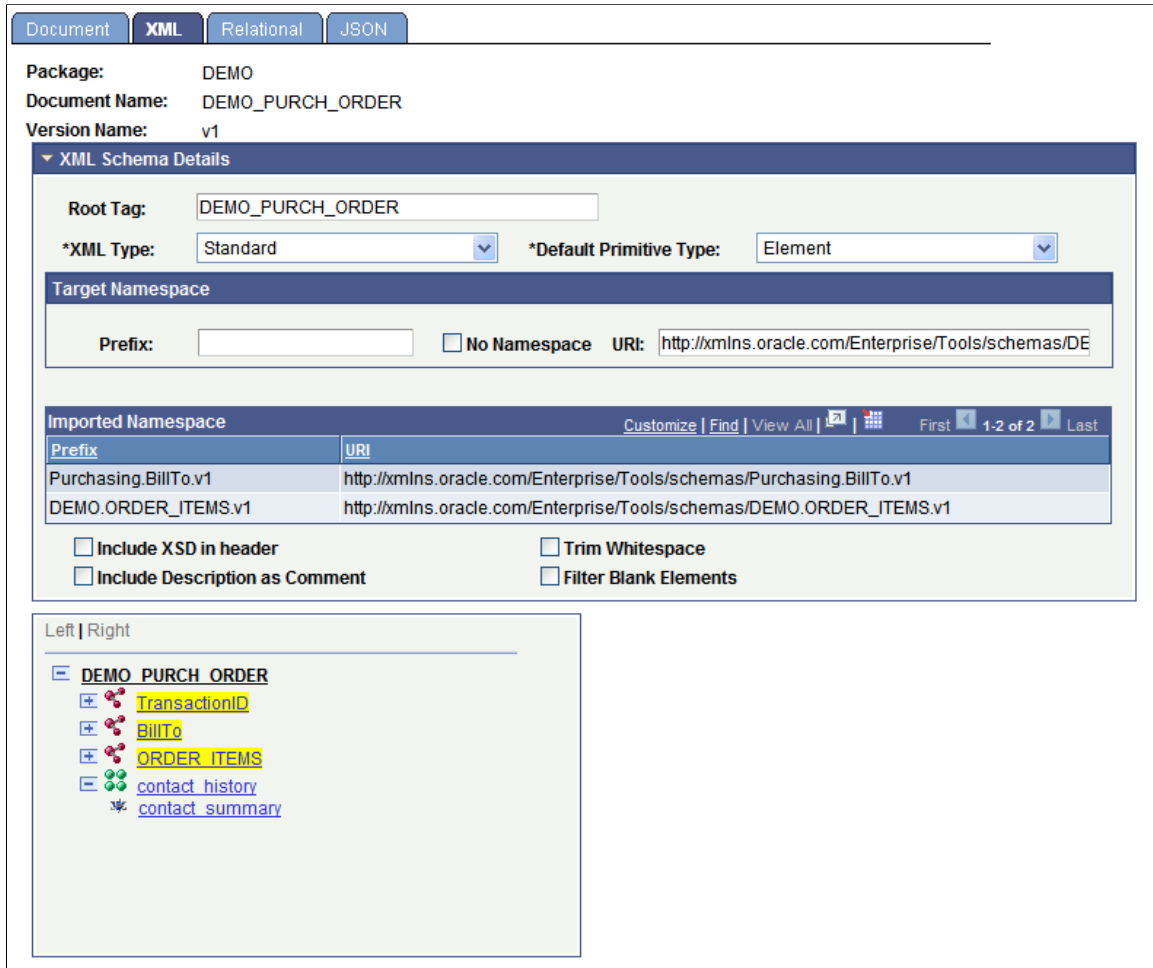 Document XML Relational JSON
Package: DEMO
Document Name: DEMO_PURCH_ORDER
Version Name: v1
XML Schema Details
Root Tag: DEMO_PURCH_ORDER
*XML Type: Standard *Default Primitive Type: Element
Target Namespace
Prefix: No Namespace URI: http://xmlns.oracle.com/Enterprise/Tools/schemas/DE
Imported Namespace Customize | Find | View All | | First 1-2 of 2 Last
Prefix URI
Purchasing.BillTo.v1 http://xmlns.oracle.com/Enterprise/Tools/schemas/Purchasing.BillTo.v1
DEMO.ORDER_ITEMS.v1 http://xmlns.oracle.com/Enterprise/Tools/schemas/DEMO.ORDER_ITEMS.v1
Include XSD in header Trim Whitespace
Include Description as Comment Filter Blank Elements
Left | Right
DEMO_PURCH_ORDER
TransactionID
BillTo
ORDER_ITEMS
contact_history
contact_summary